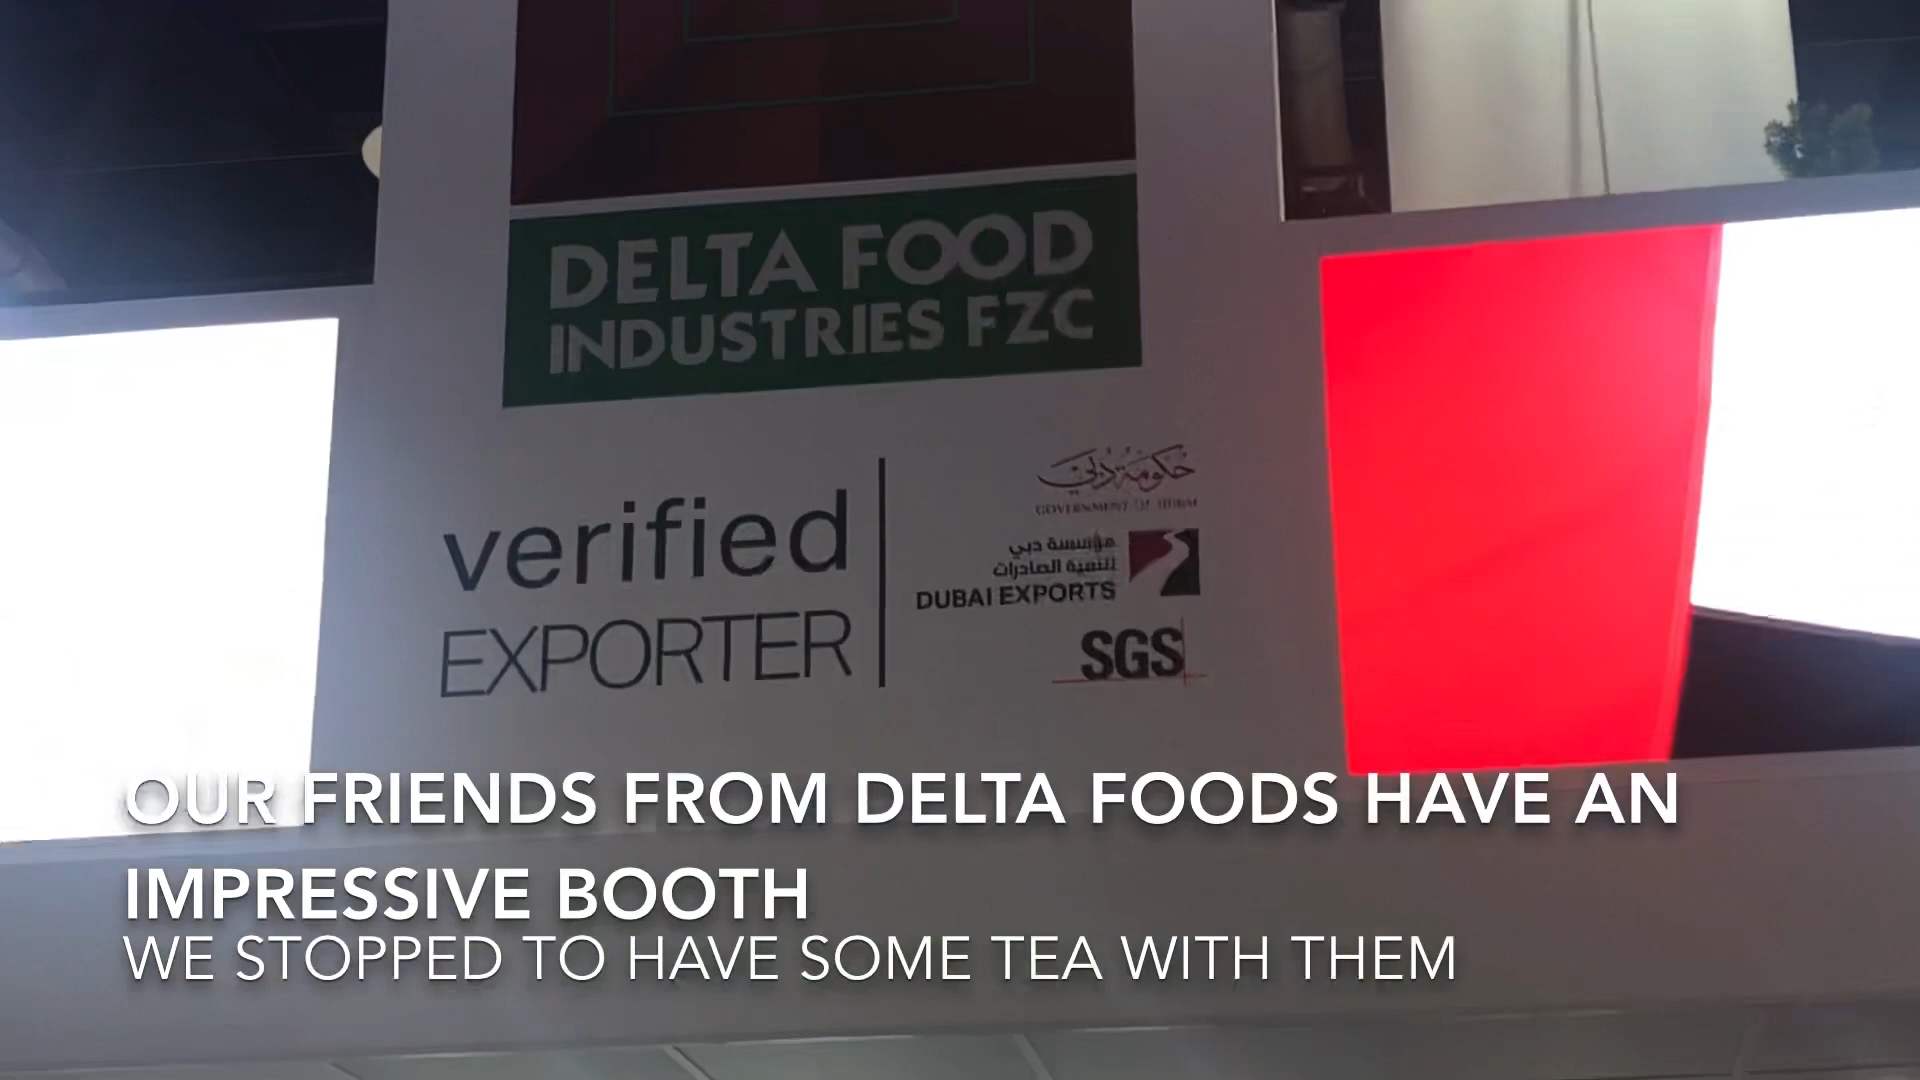 DELTA FOOD
INDUSTRIES FZC
verified
EXPORTER
حكومة دبي
GOVERNMENT OF DUBAI
مؤسسة دبي
لتنمية الصادرات
DUBAI EXPORTS
SGS
OUR FRIENDS FROM DELTA FOODS HAVE AN
IMPRESSIVE BOOTH
WE STOPPED TO HAVE SOME TEA WITH THEM